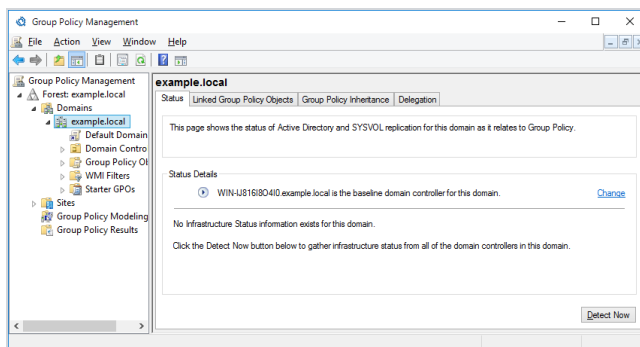 Group Policy Management
File Action View Window Help
Group Policy Management
Forest: example.local
Domains
example.local
Default Domain
Domain Contro
Group Policy Ob
WMI Filters
Starter GPOs
Sites
Group Policy Modeling
Group Policy Results
example.local
Status Linked Group Policy Objects Group Policy Inheritance Delegation
This page shows the status of Active Directory and SYSVOL replication for this domain as it relates to Group Policy.
Status Details
WIN-IJ816I8O4I0.example.local is the baseline domain controller for this domain.
Change
No Infrastructure Status information exists for this domain.
Click the Detect Now button below to gather infrastructure status from all of the domain controllers in this domain.
Detect Now